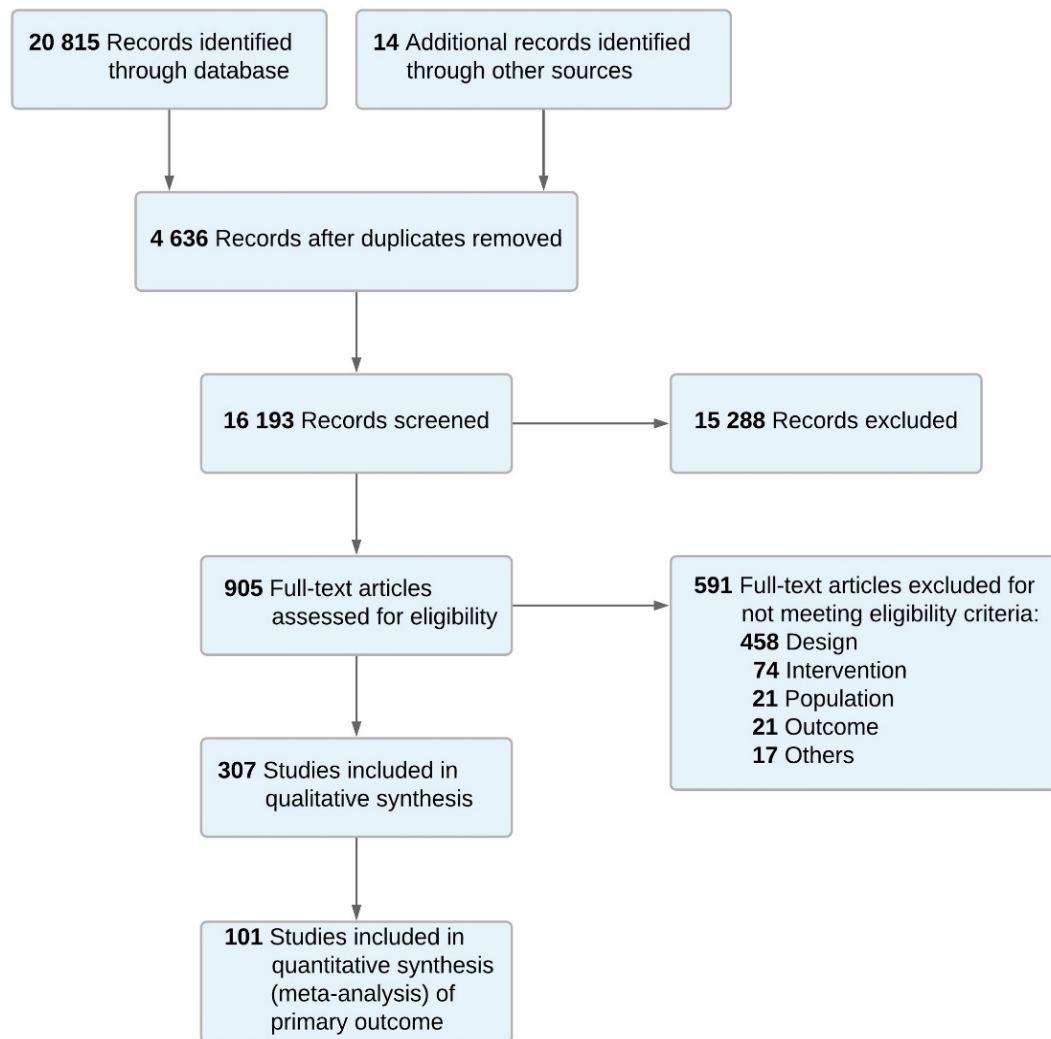 20 815 Records identified
through database
14 Additional records identified
through other sources
4 636 Records after duplicates removed
16 193 Records screened
15 288 Records excluded
905 Full-text articles
assessed for eligibility
591 Full-text articles excluded for
not meeting eligibility criteria:
458 Design
74 Intervention
21 Population
21 Outcome
17 Others
307 Studies included in
qualitative synthesis
101 Studies included in
quantitative synthesis
(meta-analysis) of
primary outcome